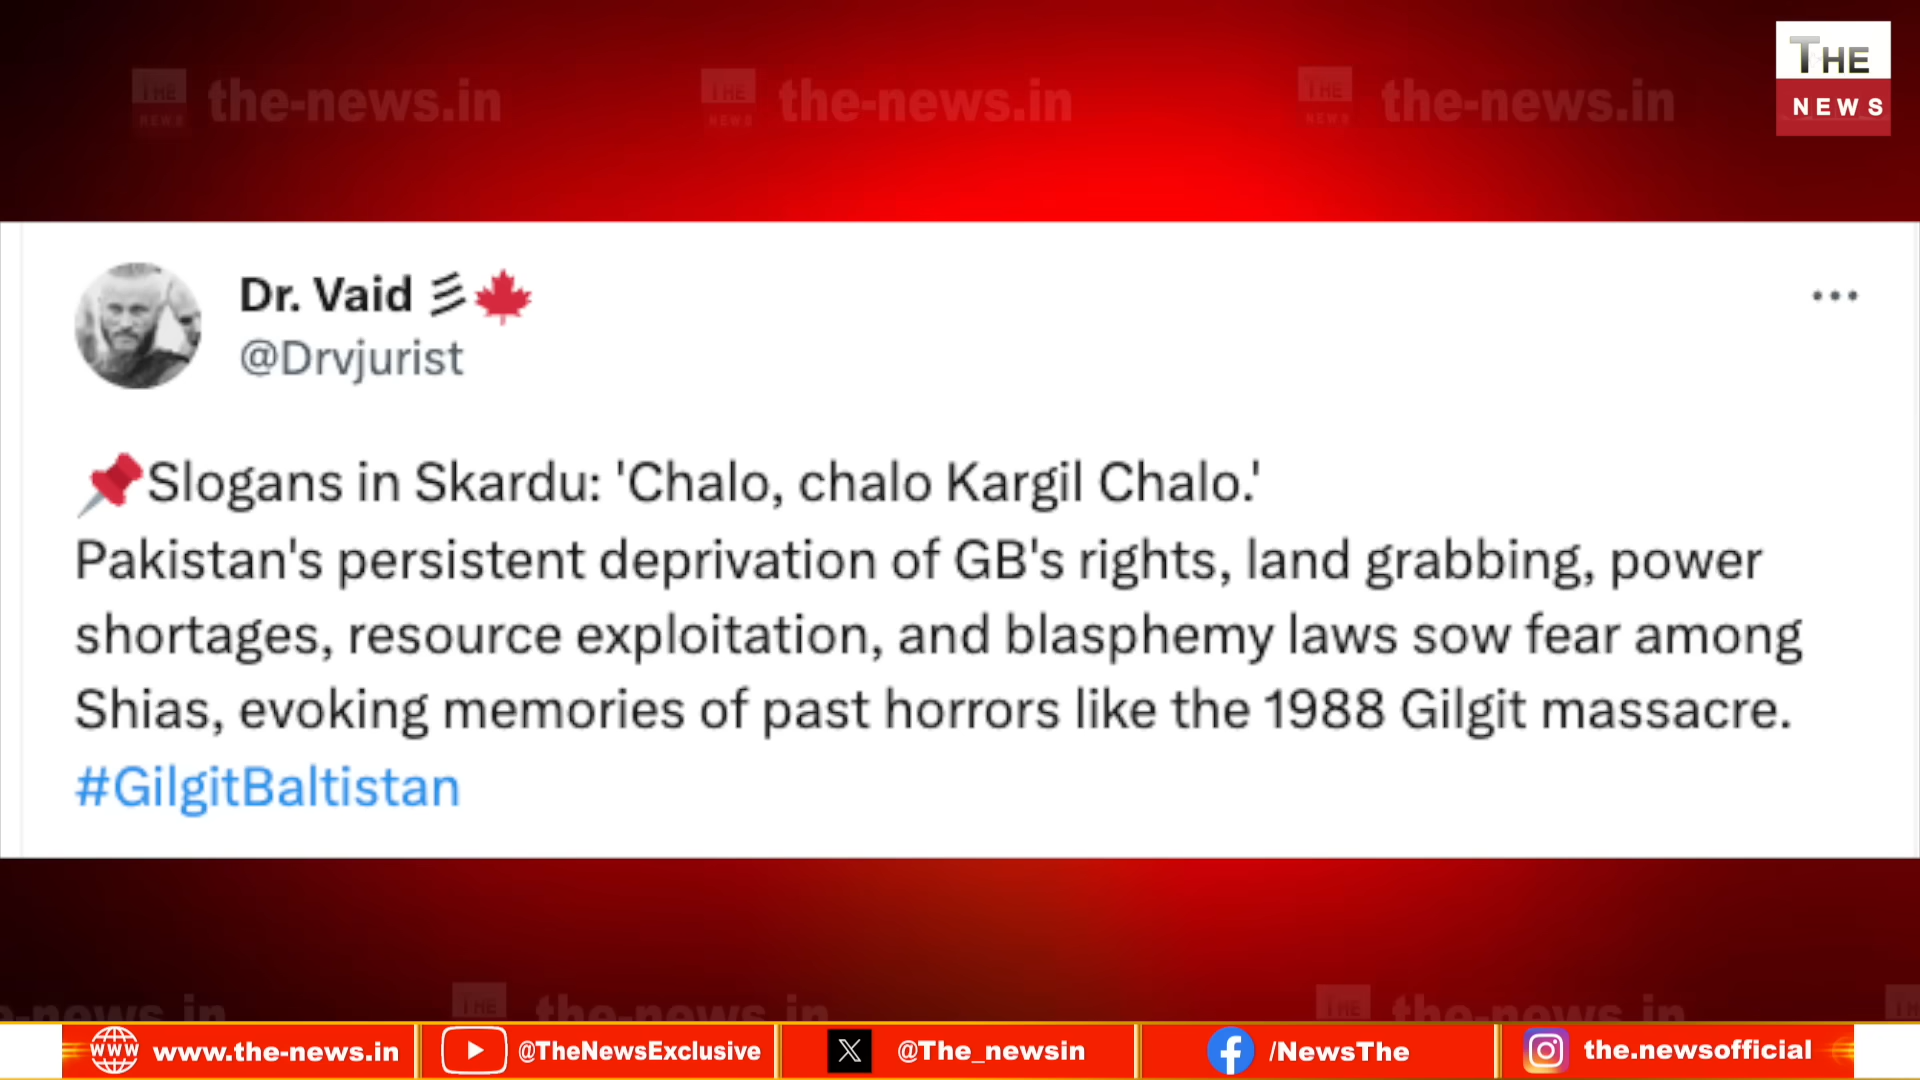 the-news.in
the-news.in
the-news.in
THE
NEWS
Dr. Vaid 彡🍁
@Drvjurist
📌Slogans in Skardu: 'Chalo, chalo Kargil Chalo.'
Pakistan's persistent deprivation of GB's rights, land grabbing, power
shortages, resource exploitation, and blasphemy laws sow fear among
Shias, evoking memories of past horrors like the 1988 Gilgit massacre.
#GilgitBaltistan
www.the-news.in
@TheNewsExclusive
@The_newsin
/NewsThe
the.newsofficial